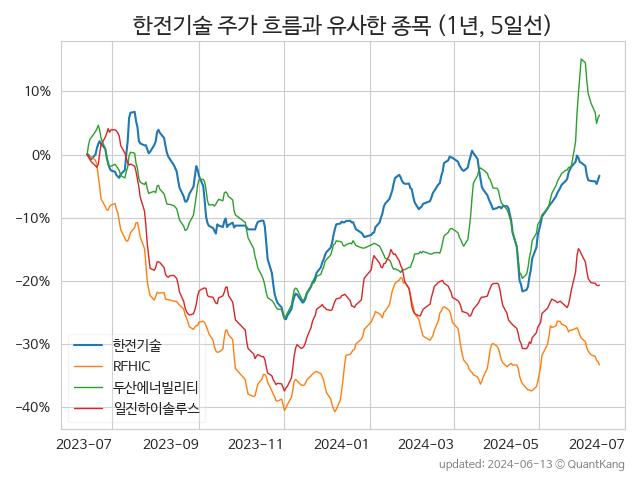 한전기술 주가 흐름과 유사한 종목 (1년, 5일선)
10%
0%
−10%
−20%
−30%
−40%
한전기술
RFHIC
두산에너빌리티
일진하이솔루스
2023-07
2023-09
2023-11
2024-01
2024-03
2024-05
2024-07
updated: 2024-06-13 © QuantKang